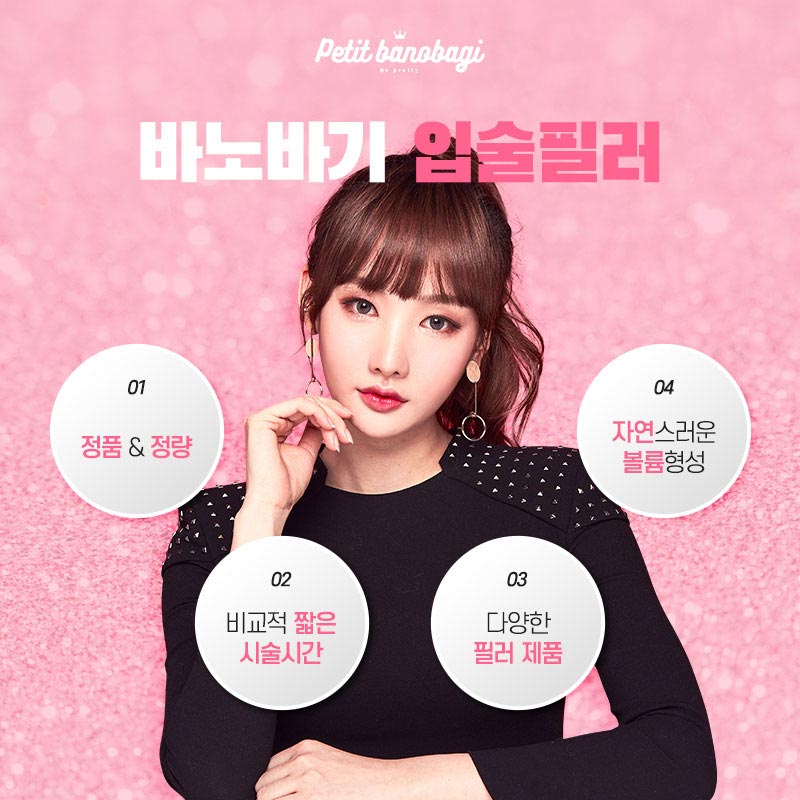 Petit banobagi
Be pretty
바노바기 입술필러
01
정품 & 정량
02
비교적 짧은
시술시간
03
다양한
필러 제품
04
자연스러운
볼륨형성